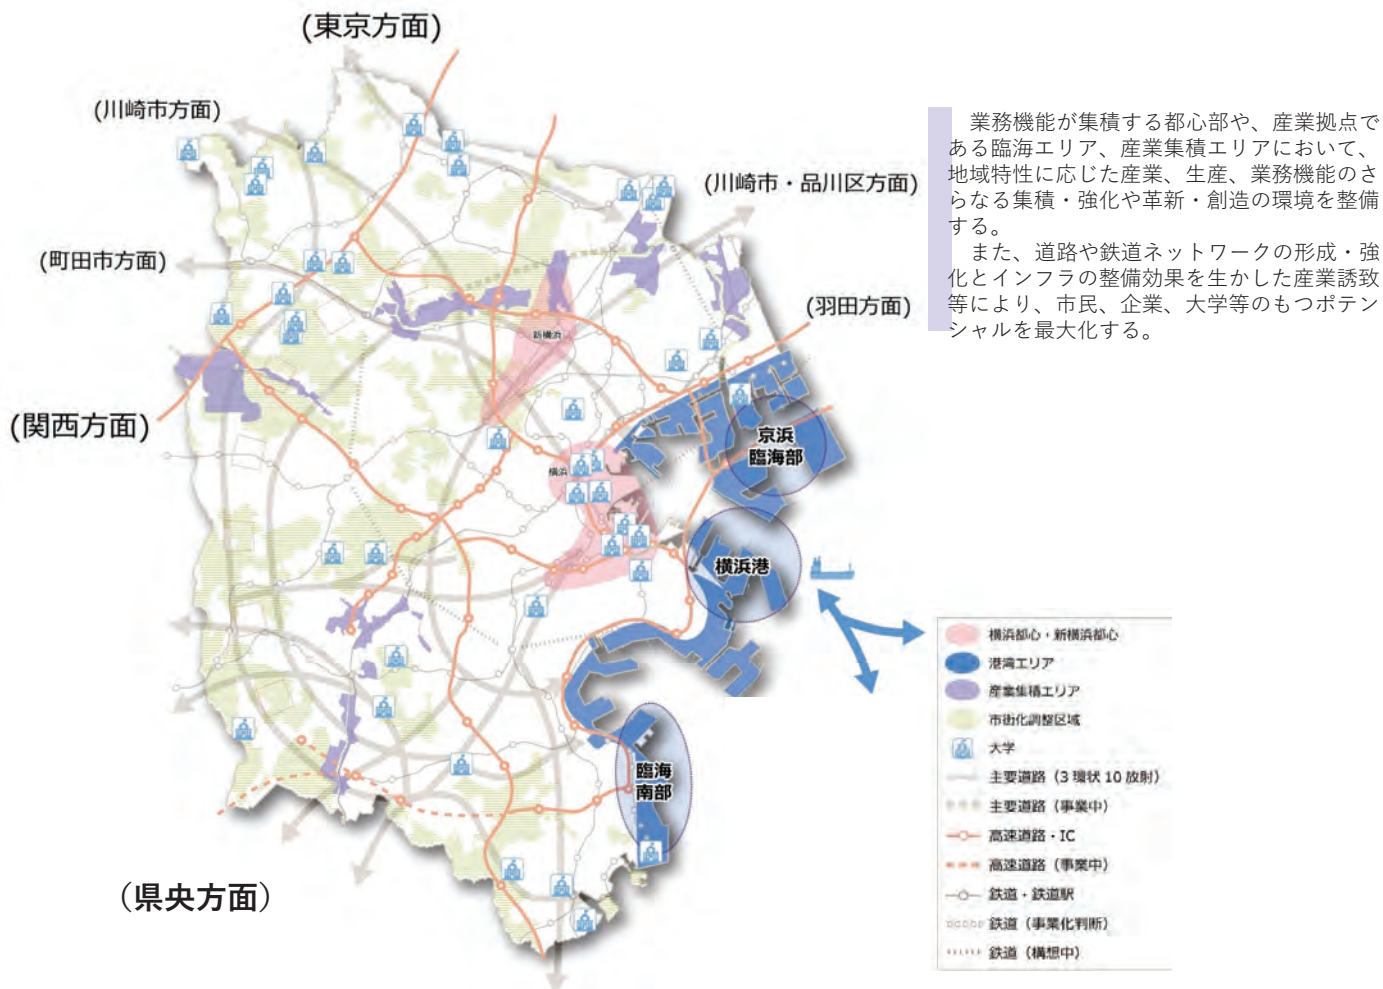 (東京方面)
(川崎市方面)
(川崎市・品川区方面)
(町田市方面)
(羽田方面)
(関西方面)
新横浜
横浜
京浜
臨海部
横浜港
臨海
南部
(県央方面)
業務機能が集積する都心部や、産業拠点で
ある臨海エリア、産業集積エリアにおいて、
地域特性に応じた産業、生産、業務機能のさ
らなる集積・強化や革新・創造の環境を整備
する。
また、道路や鉄道ネットワークの形成・強
化とインフラの整備効果を生かした産業誘致
等により、市民、企業、大学等のもつポテン
シャルを最大化する。
横浜都心・新横浜都心
港湾エリア
産業集積エリア
市街化調整区域
大学
主要道路（3環状10放射）
主要道路（事業中）
高速道路・IC
高速道路（事業中）
鉄道・鉄道駅
鉄道（事業化判断）
鉄道（構想中）